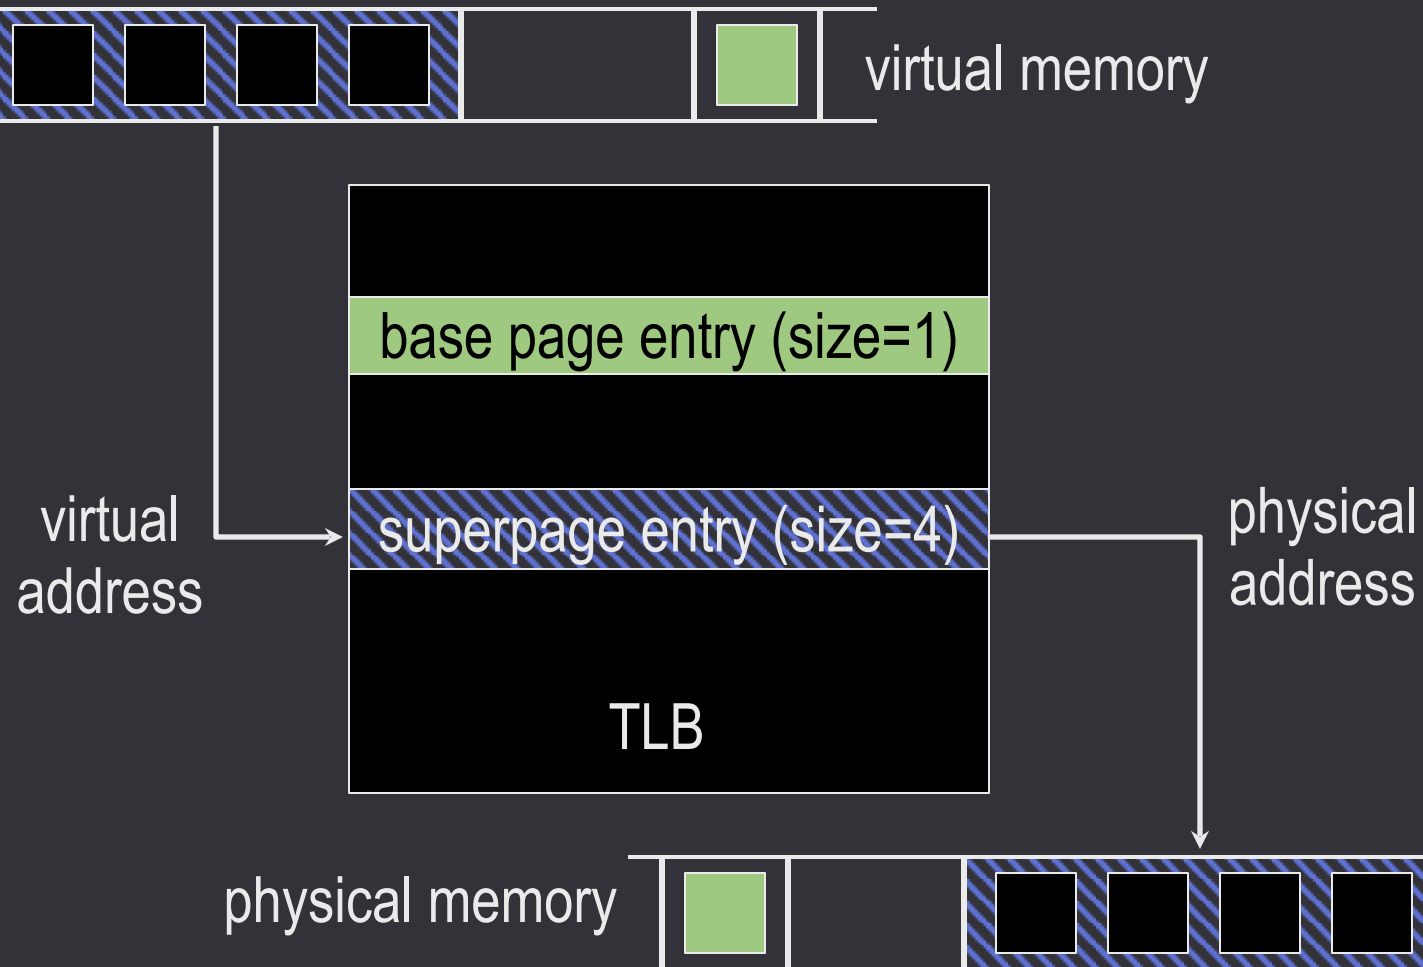 virtual memory
base page entry (size=1)
virtual
address
superpage entry (size=4)
physical
address
TLB
physical memory